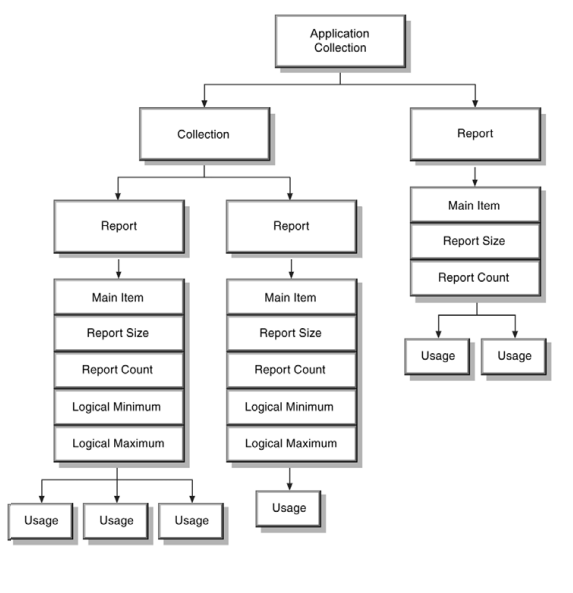 Application
Collection
Collection
Report
Report
Report
Main Item
Report Size
Report Count
Main Item
Report Size
Report Count
Logical Minimum
Logical Maximum
Main Item
Report Size
Report Count
Logical Minimum
Logical Maximum
Usage
Usage
Usage
Usage
Usage
Usage